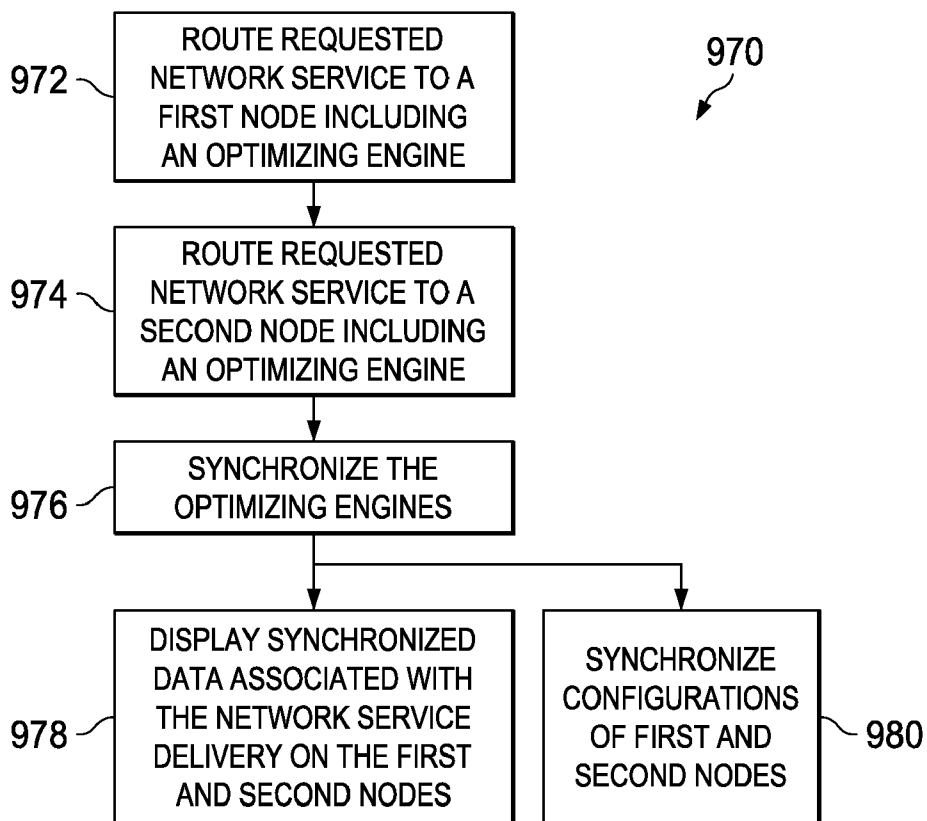 970
972
ROUTE REQUESTED
NETWORK SERVICE TO A
FIRST NODE INCLUDING
AN OPTIMIZING ENGINE
974
ROUTE REQUESTED
NETWORK SERVICE TO A
SECOND NODE INCLUDING
AN OPTIMIZING ENGINE
976
SYNCHRONIZE THE
OPTIMIZING ENGINES
978
DISPLAY SYNCHRONIZED
DATA ASSOCIATED WITH
THE NETWORK SERVICE
DELIVERY ON THE FIRST
AND SECOND NODES
SYNCHRONIZE
CONFIGURATIONS
OF FIRST AND
SECOND NODES
980